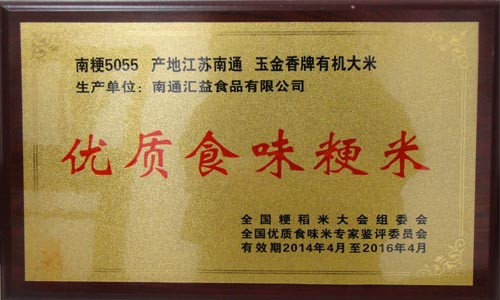 南粳5055 产地江苏南通 玉金香牌有机大米
生产单位：南通汇益食品有限公司
优质食味粳米
全国粳稻米大会组委会
全国优质食味米专家鉴评委员会
有效期2014年4月至2016年4月